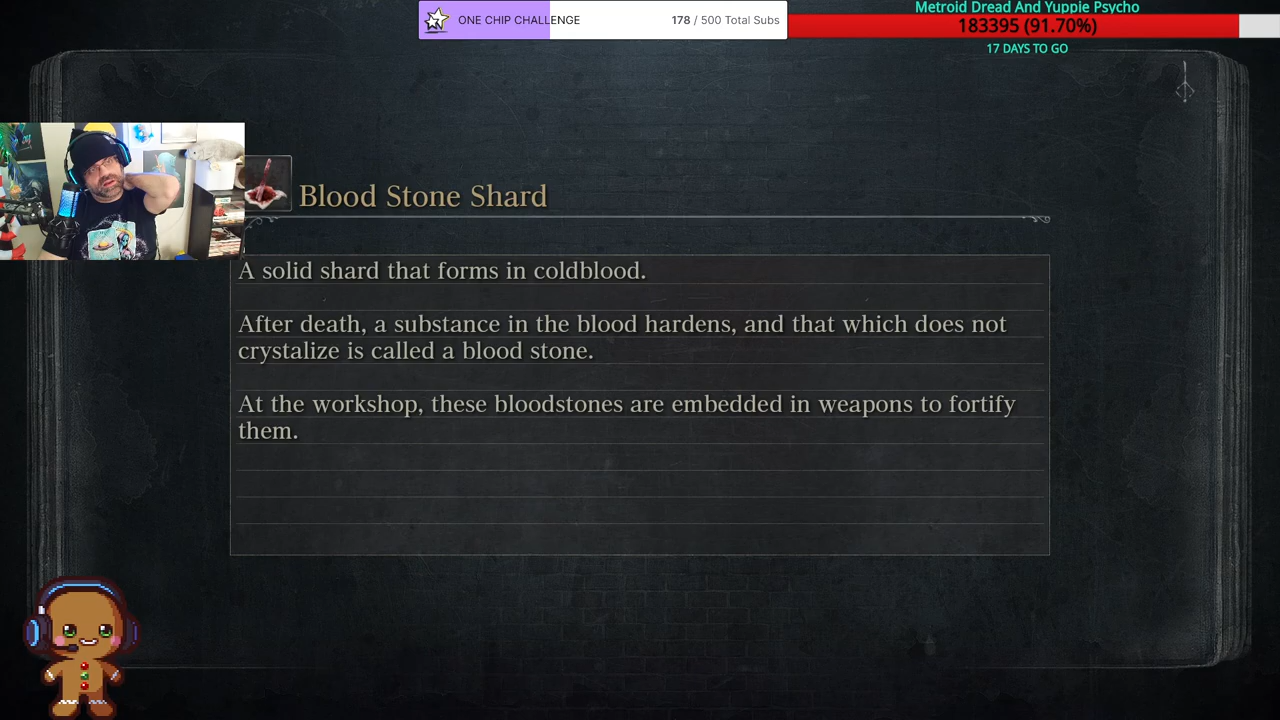 ONE CHIP CHALLENGE 178 / 500 Total Subs
Metroid Dread And Yuppie Psycho
183395 (91.70%)
17 DAYS TO GO
Blood Stone Shard
A solid shard that forms in coldblood.
After death, a substance in the blood hardens, and that which does not
crystalize is called a blood stone.
At the workshop, these bloodstones are embedded in weapons to fortify
them.